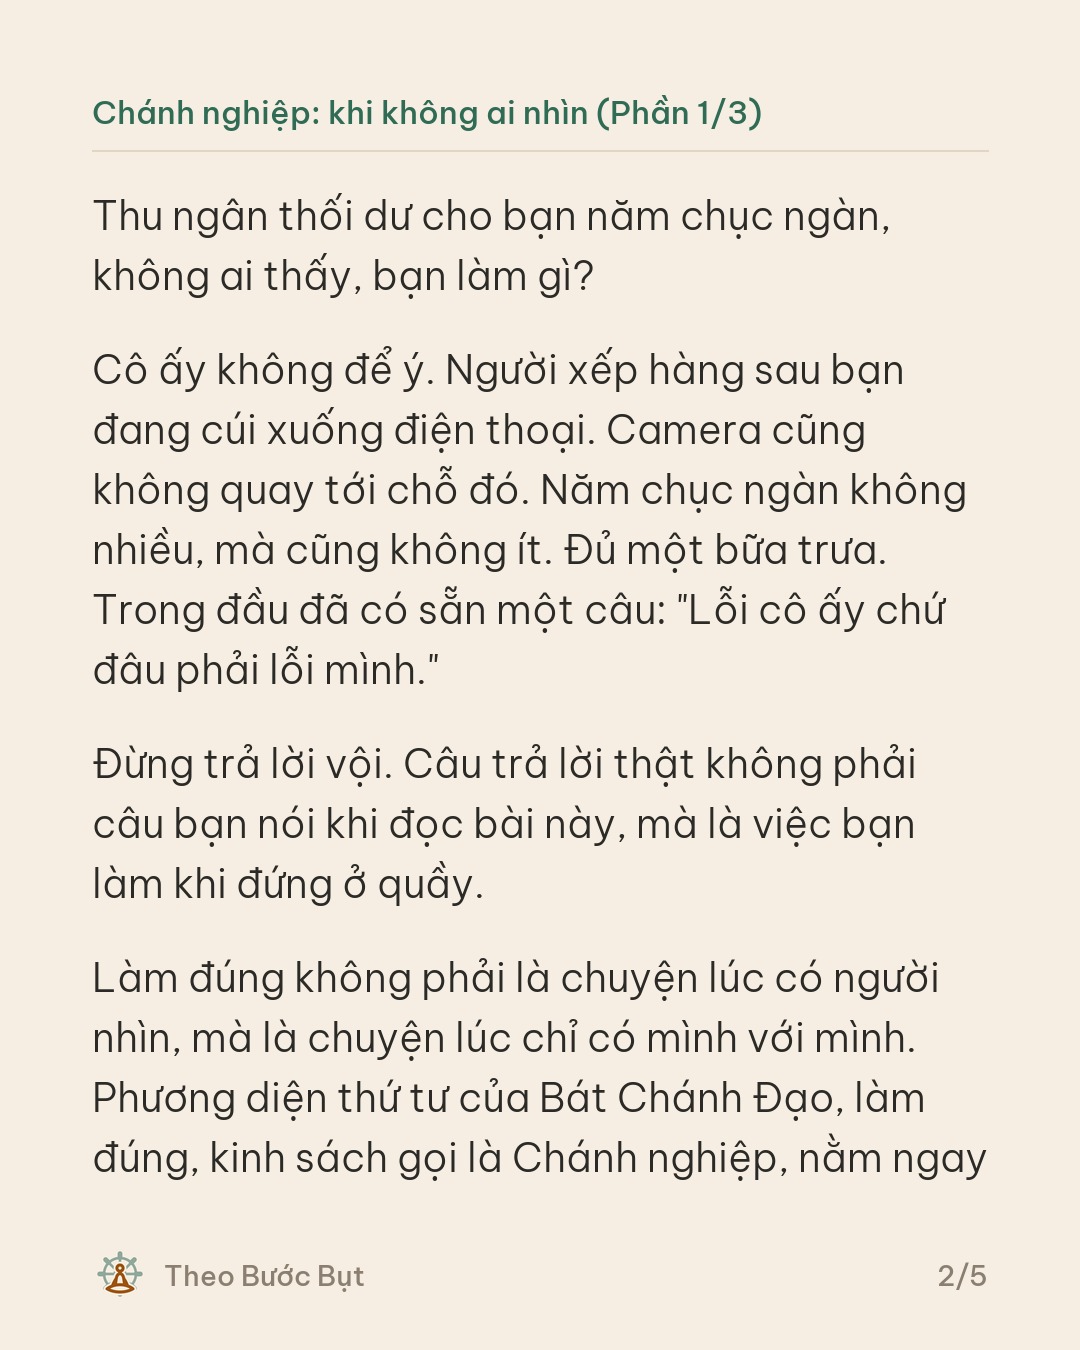 Chánh nghiệp: khi không ai nhìn (Phần 1/3)
Thu ngân thối dư cho bạn năm chục ngàn,
không ai thấy, bạn làm gì?
Cô ấy không để ý. Người xếp hàng sau bạn
đang cúi xuống điện thoại. Camera cũng
không quay tới chỗ đó. Năm chục ngàn không
nhiều, mà cũng không ít. Đủ một bữa trưa.
Trong đầu đã có sẵn một câu: "Lỗi cô ấy chứ
đâu phải lỗi mình."
Đừng trả lời vội. Câu trả lời thật không phải
câu bạn nói khi đọc bài này, mà là việc bạn
làm khi đứng ở quầy.
Làm đúng không phải là chuyện lúc có người
nhìn, mà là chuyện lúc chỉ có mình với mình.
Phương diện thứ tư của Bát Chánh Đạo, làm
đúng, kinh sách gọi là Chánh nghiệp, nằm ngay
Theo Bước Bụt
2/5